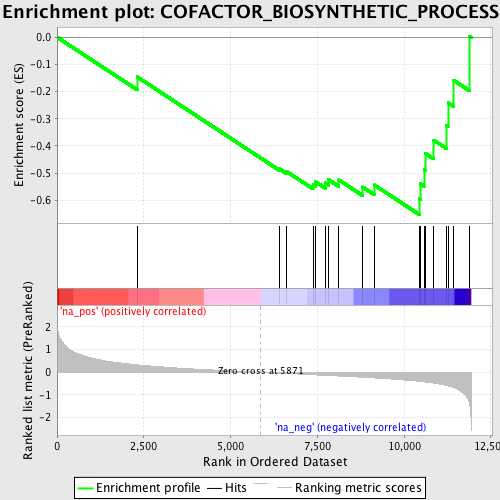 Enrichment plot: COFACTOR_BIOSYNTHETIC_PROCESS
Enrichment score (ES)
0.0
-0.1
-0.2
-0.3
-0.4
-0.5
-0.6
'na_pos' (positively correlated)
Ranked list metric (PreRanked)
2
1
0
-1
-2
Zero cross at 5871
'na_neg' (negatively correlated)
0 2,500 5,000 7,500 10,000 12,500
Rank in Ordered Dataset
Enrichment profile Hits Ranking metric scores